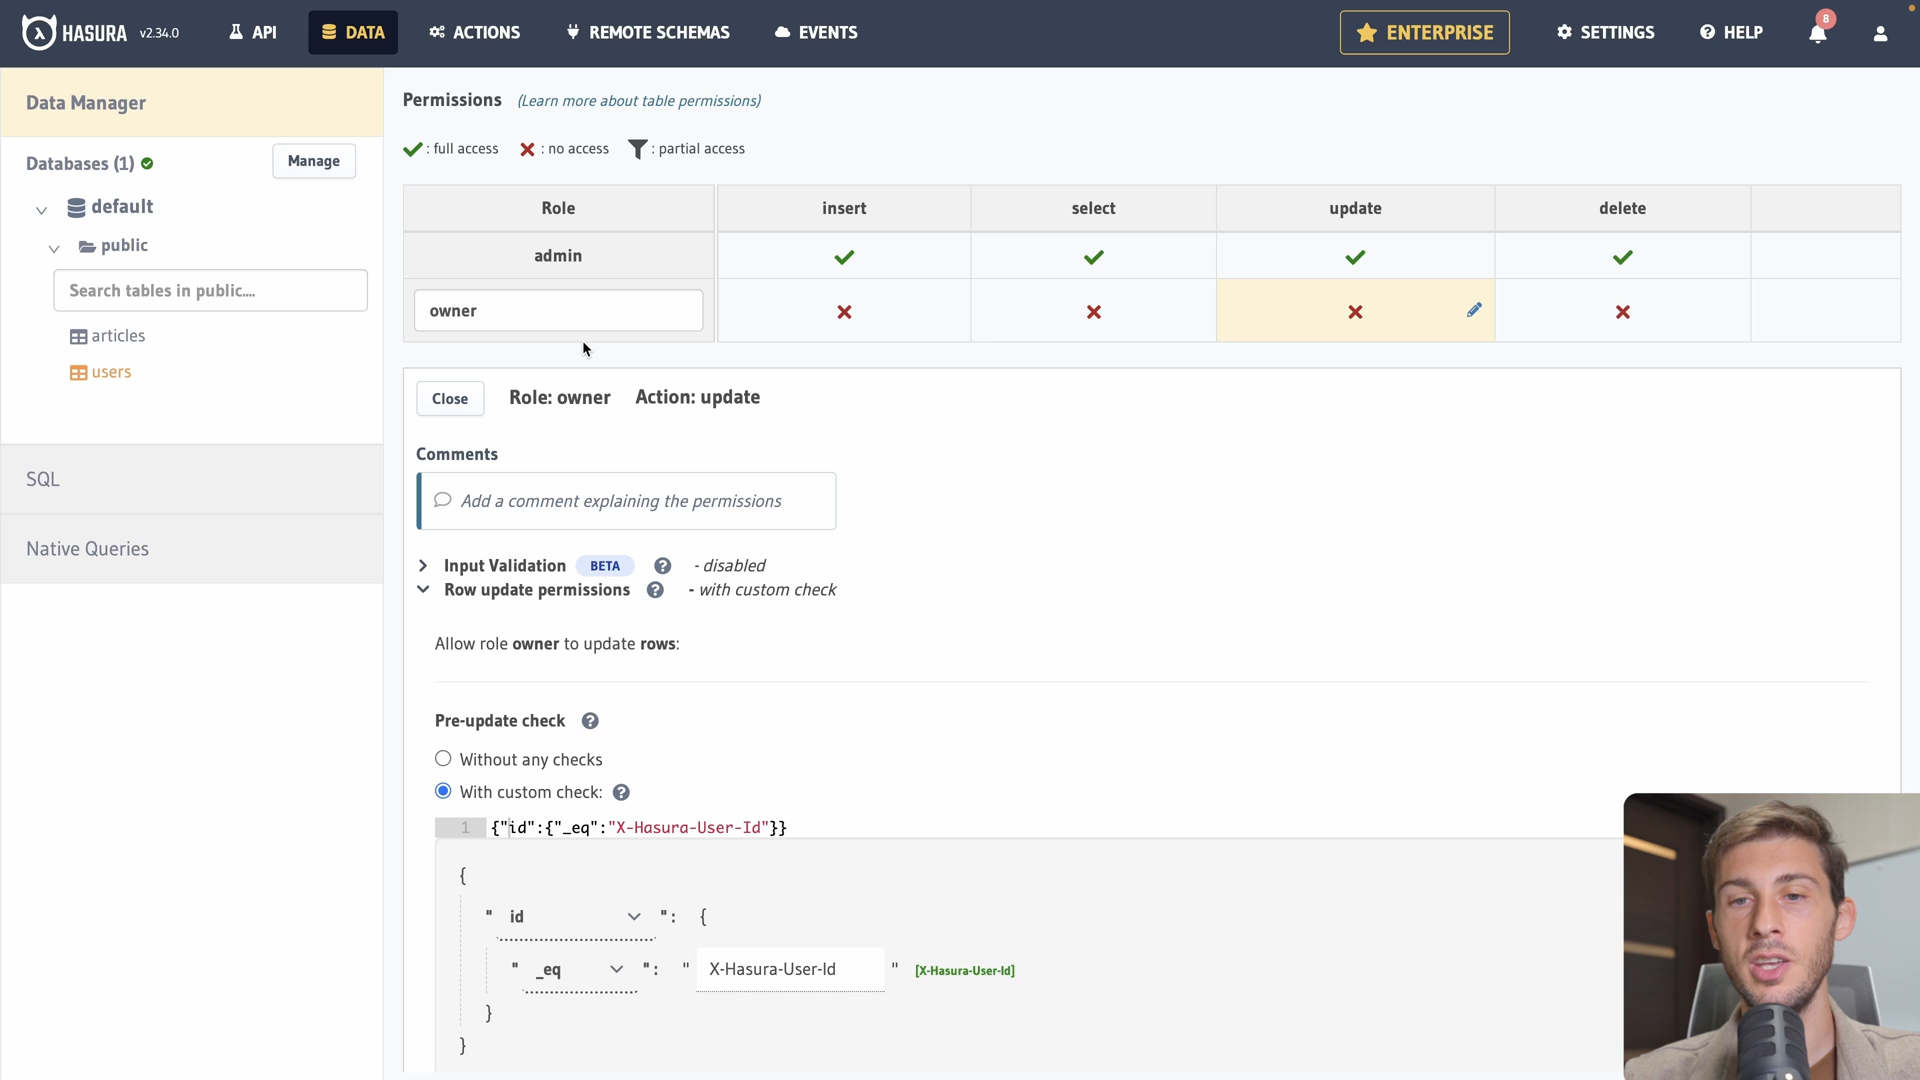 HASURA v2.34.0 API DATA ACTIONS REMOTE SCHEMAS EVENTS ENTERPRISE SETTINGS HELP 8
Data Manager
Databases (1) Manage
default
public
Search tables in public....
articles
users
SQL
Native Queries
Permissions (Learn more about table permissions)
: full access : no access : partial access
Role insert select update delete
admin
owner
Close Role: owner Action: update
Comments
Add a comment explaining the permissions
Input Validation BETA - disabled
Row update permissions - with custom check
Allow role owner to update rows:
Pre-update check
Without any checks
With custom check:
1 {"id":{"_eq":"X-Hasura-User-Id"}}
{
" id ": {
" _eq ": " X-Hasura-User-Id " [X-Hasura-User-Id]
}
}